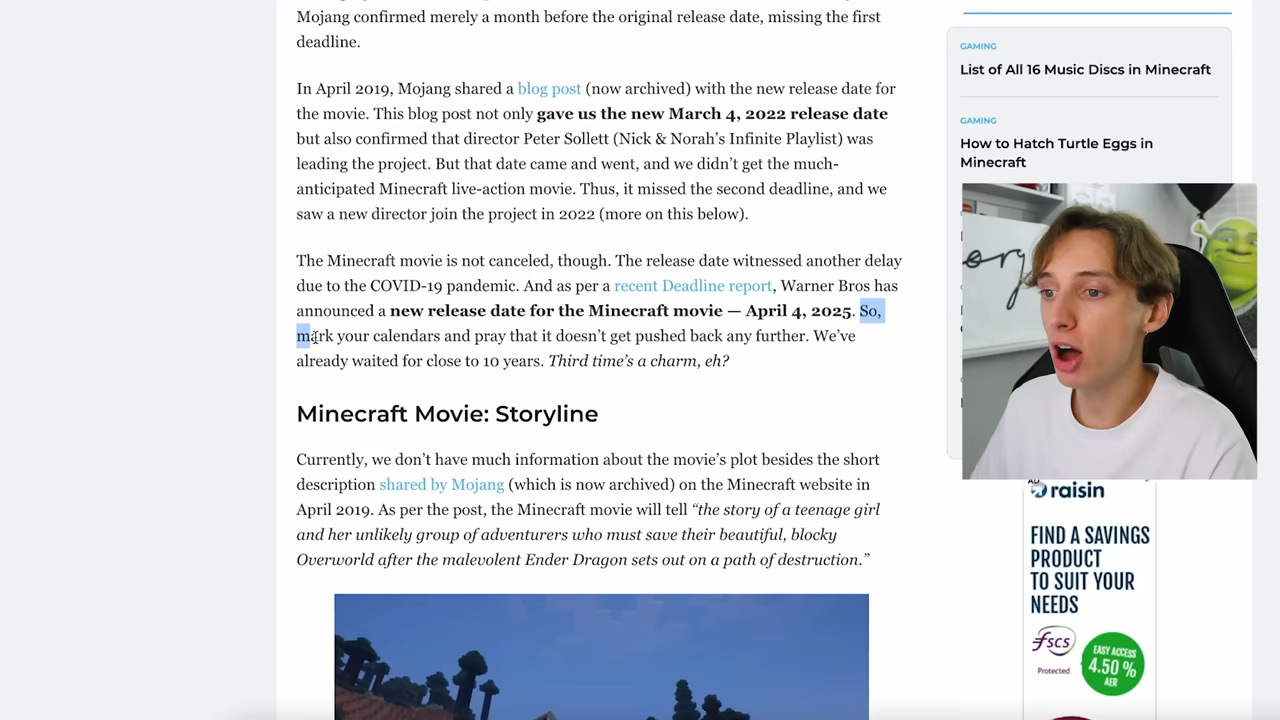 Mojang confirmed merely a month before the original release date, missing the first
deadline.
In April 2019, Mojang shared a blog post (now archived) with the new release date for
the movie. This blog post not only gave us the new March 4, 2022 release date
but also confirmed that director Peter Sollett (Nick & Norah’s Infinite Playlist) was
leading the project. But that date came and went, and we didn’t get the much-
anticipated Minecraft live-action movie. Thus, it missed the second deadline, and we
saw a new director join the project in 2022 (more on this below).
The Minecraft movie is not canceled, though. The release date witnessed another delay
due to the COVID-19 pandemic. And as per a recent Deadline report, Warner Bros has
announced a new release date for the Minecraft movie — April 4, 2025. So,
mark your calendars and pray that it doesn’t get pushed back any further. We’ve
already waited for close to 10 years. Third time’s a charm, eh?
Minecraft Movie: Storyline
Currently, we don’t have much information about the movie’s plot besides the short
description shared by Mojang (which is now archived) on the Minecraft website in
April 2019. As per the post, the Minecraft movie will tell “the story of a teenage girl
and her unlikely group of adventurers who must save their beautiful, blocky
Overworld after the malevolent Ender Dragon sets out on a path of destruction.”
GAMING
List of All 16 Music Discs in Minecraft
GAMING
How to Hatch Turtle Eggs in
Minecraft
ory
AD
raisin
FIND A SAVINGS
PRODUCT
TO SUIT YOUR
NEEDS
fscs
Protected
EASY ACCESS
4.50 %
AER